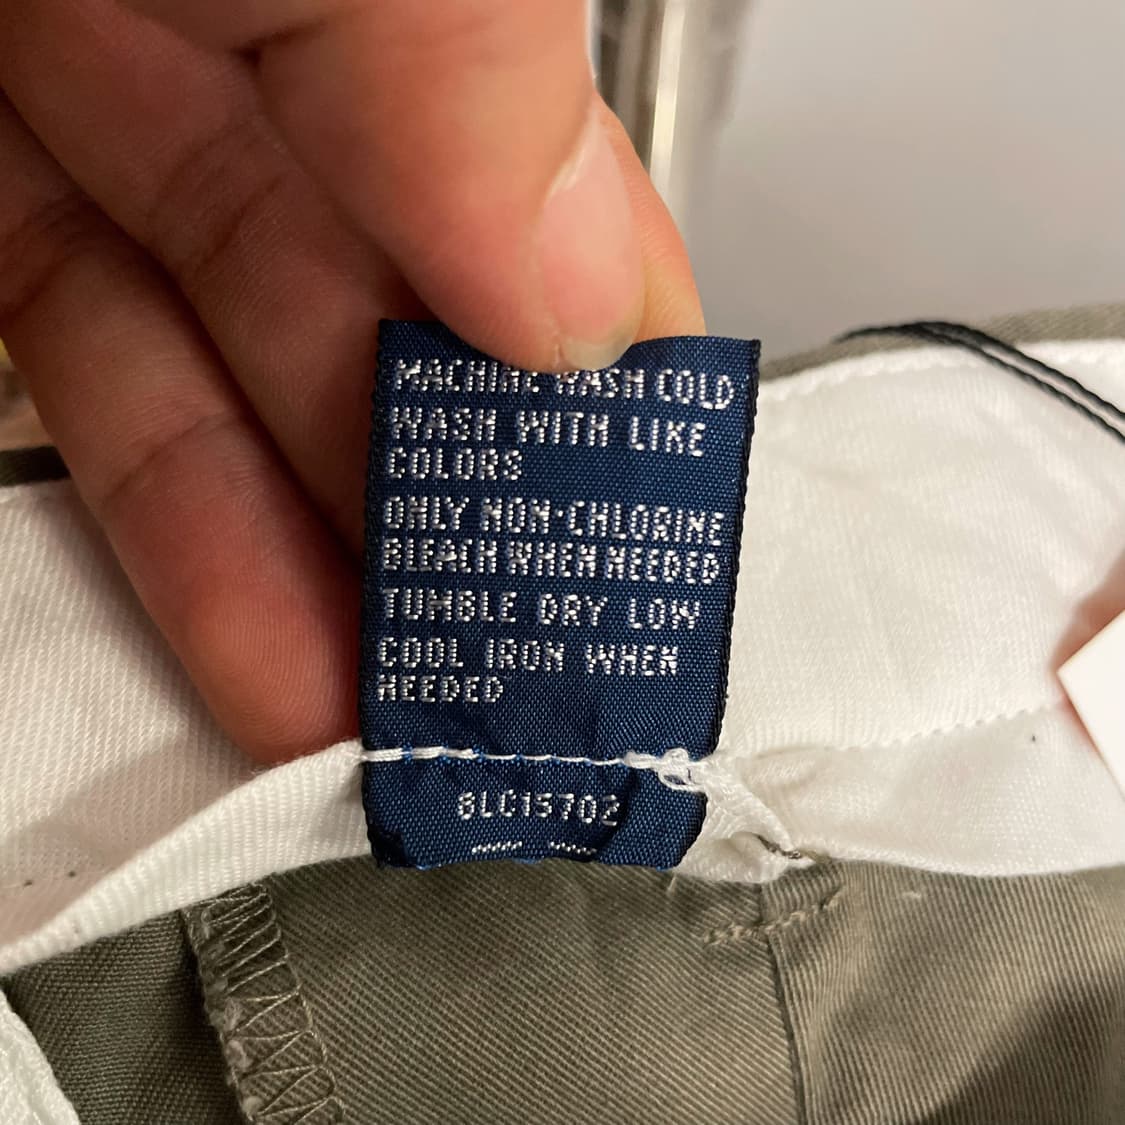 MACHINE WASH COLD
WASH WITH LIKE
COLORS
ONLY NON-CHLORINE
BLEACH WHEN NEEDED
TUMBLE DRY LOW
COOL IRON WHEN
NEEDED
6LC15702